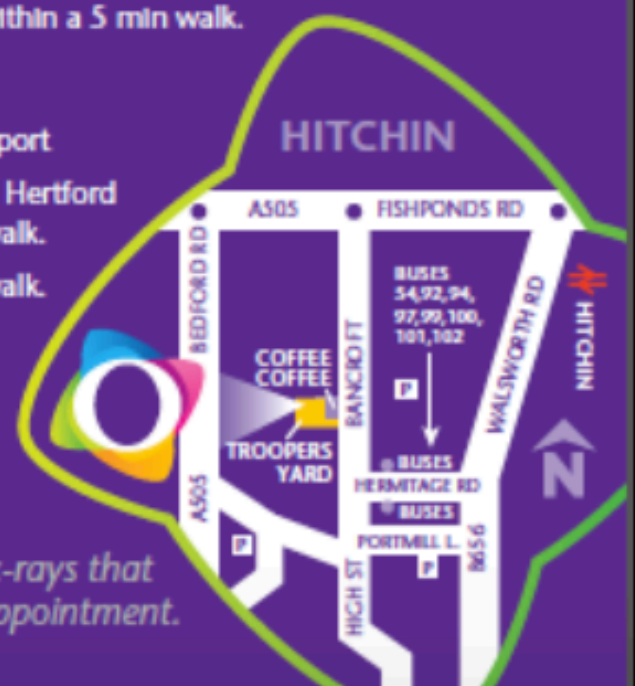 ithin a 5 min walk.
HITCHIN
port
Hertford
alk.
alk.
A505
FISHPONDS RD
BEDFORD RD
BUSES
54,92,94,
97,99,100,
101,102
WALSWORTH RD
HITCHIN
COFFEE
COFFEE
BANCROFT
P
TROOPERS
YARD
N
BUSES
HERMITAGE RD
BUSES
A505
P
PORTMILL L.
P
B656
HIGH ST
-rays that
ppointment.